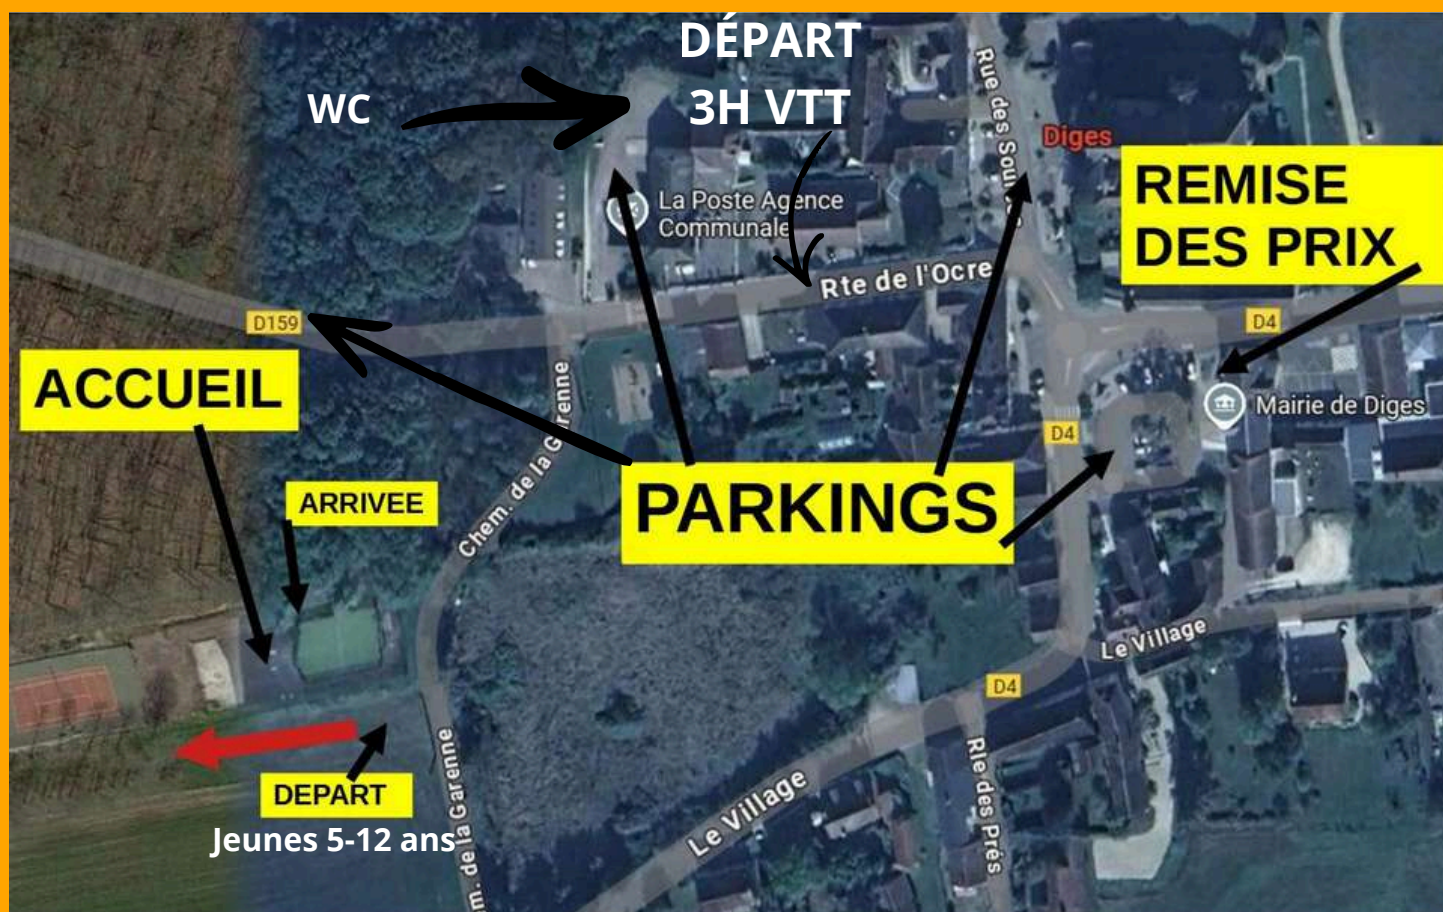 DÉPART
3H VTT
WC
Rue des Sour
Diges
REMISE
DES PRIX
La Poste Agence
Communale
Rte de l'Ocre
D159
D4
ACCUEIL
Mairie de Diges
D4
Chem. de la Garenne
PARKINGS
ARRIVEE
Le Village
D4
DEPART
Jeunes 5-12 ans
Le Village
Rle des Prés
m. de la Garenne